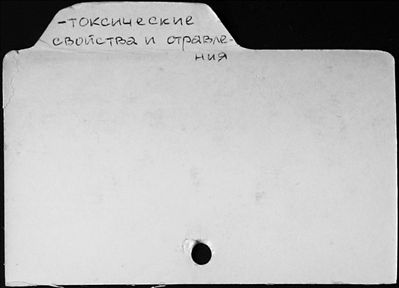 -токсические
свойства и отравле-
ния